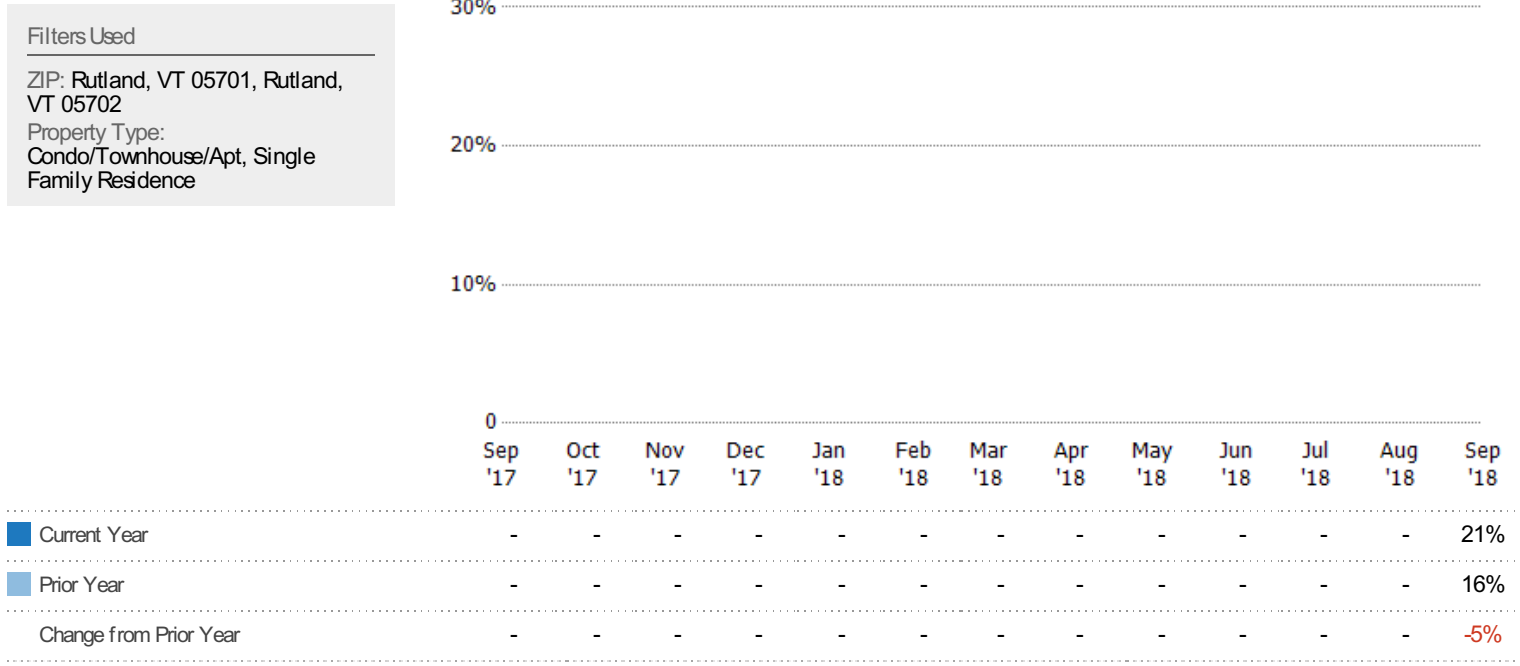 Filters Used
ZIP: Rutland, VT 05701, Rutland,
VT 05702
Property Type:
Condo/Townhouse/Apt, Single
Family Residence
30%
20%
10%
0
Sep Oct Nov Dec Jan Feb Mar Apr May Jun Jul Aug Sep
'17 '17 '17 '17 '18 '18 '18 '18 '18 '18 '18 '18 '18
Current Year - - - - - - - - - - - - 21%
Prior Year - - - - - - - - - - - - 16%
Change from Prior Year - - - - - - - - - - - - -5%